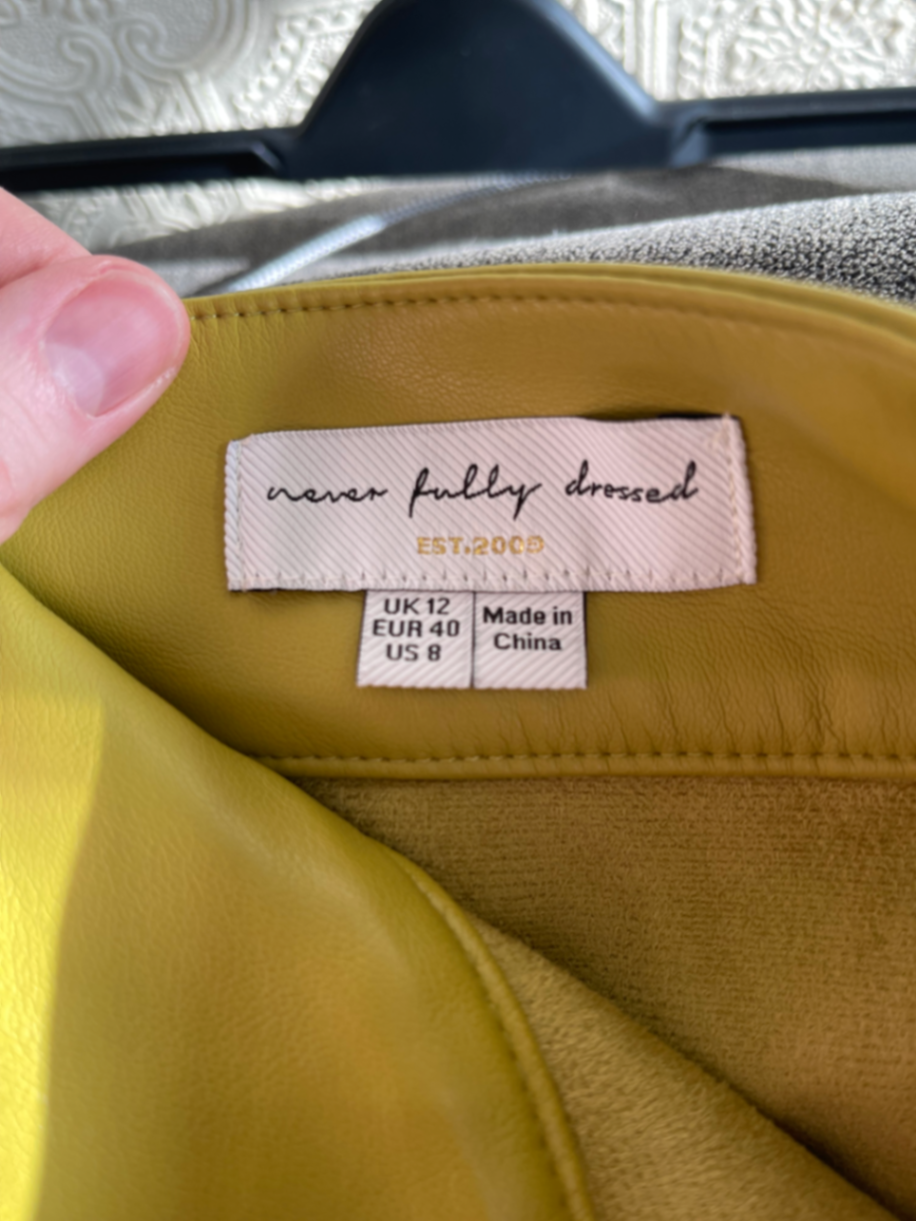 never fully dressed
EST.2009
UK 12
EUR 40
US 8
Made in
China